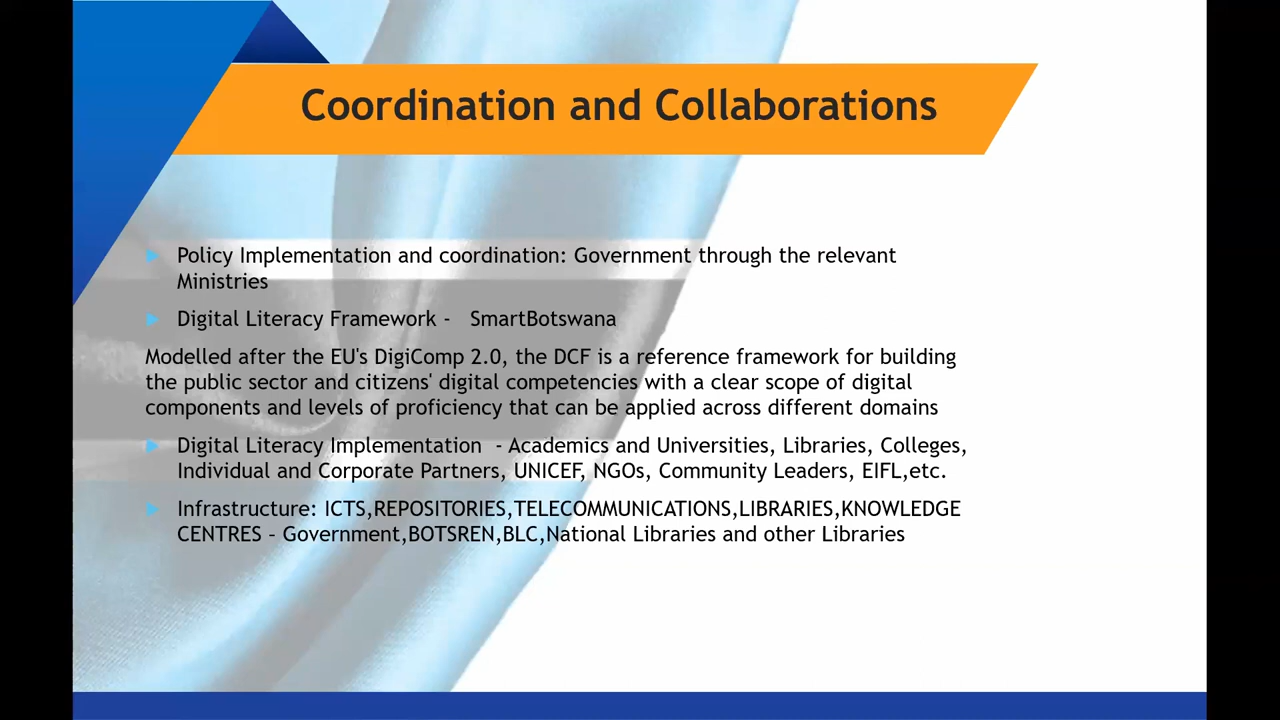 Coordination and Collaborations
Policy Implementation and coordination: Government through the relevant
Ministries
Digital Literacy Framework - SmartBotswana
Modelled after the EU's DigiComp 2.0, the DCF is a reference framework for building
the public sector and citizens' digital competencies with a clear scope of digital
components and levels of proficiency that can be applied across different domains
Digital Literacy Implementation - Academics and Universities, Libraries, Colleges,
Individual and Corporate Partners, UNICEF, NGOs, Community Leaders, EIFL,etc.
Infrastructure: ICTS,REPOSITORIES,TELECOMMUNICATIONS,LIBRARIES,KNOWLEDGE
CENTRES – Government,BOTSREN,BLC,National Libraries and other Libraries